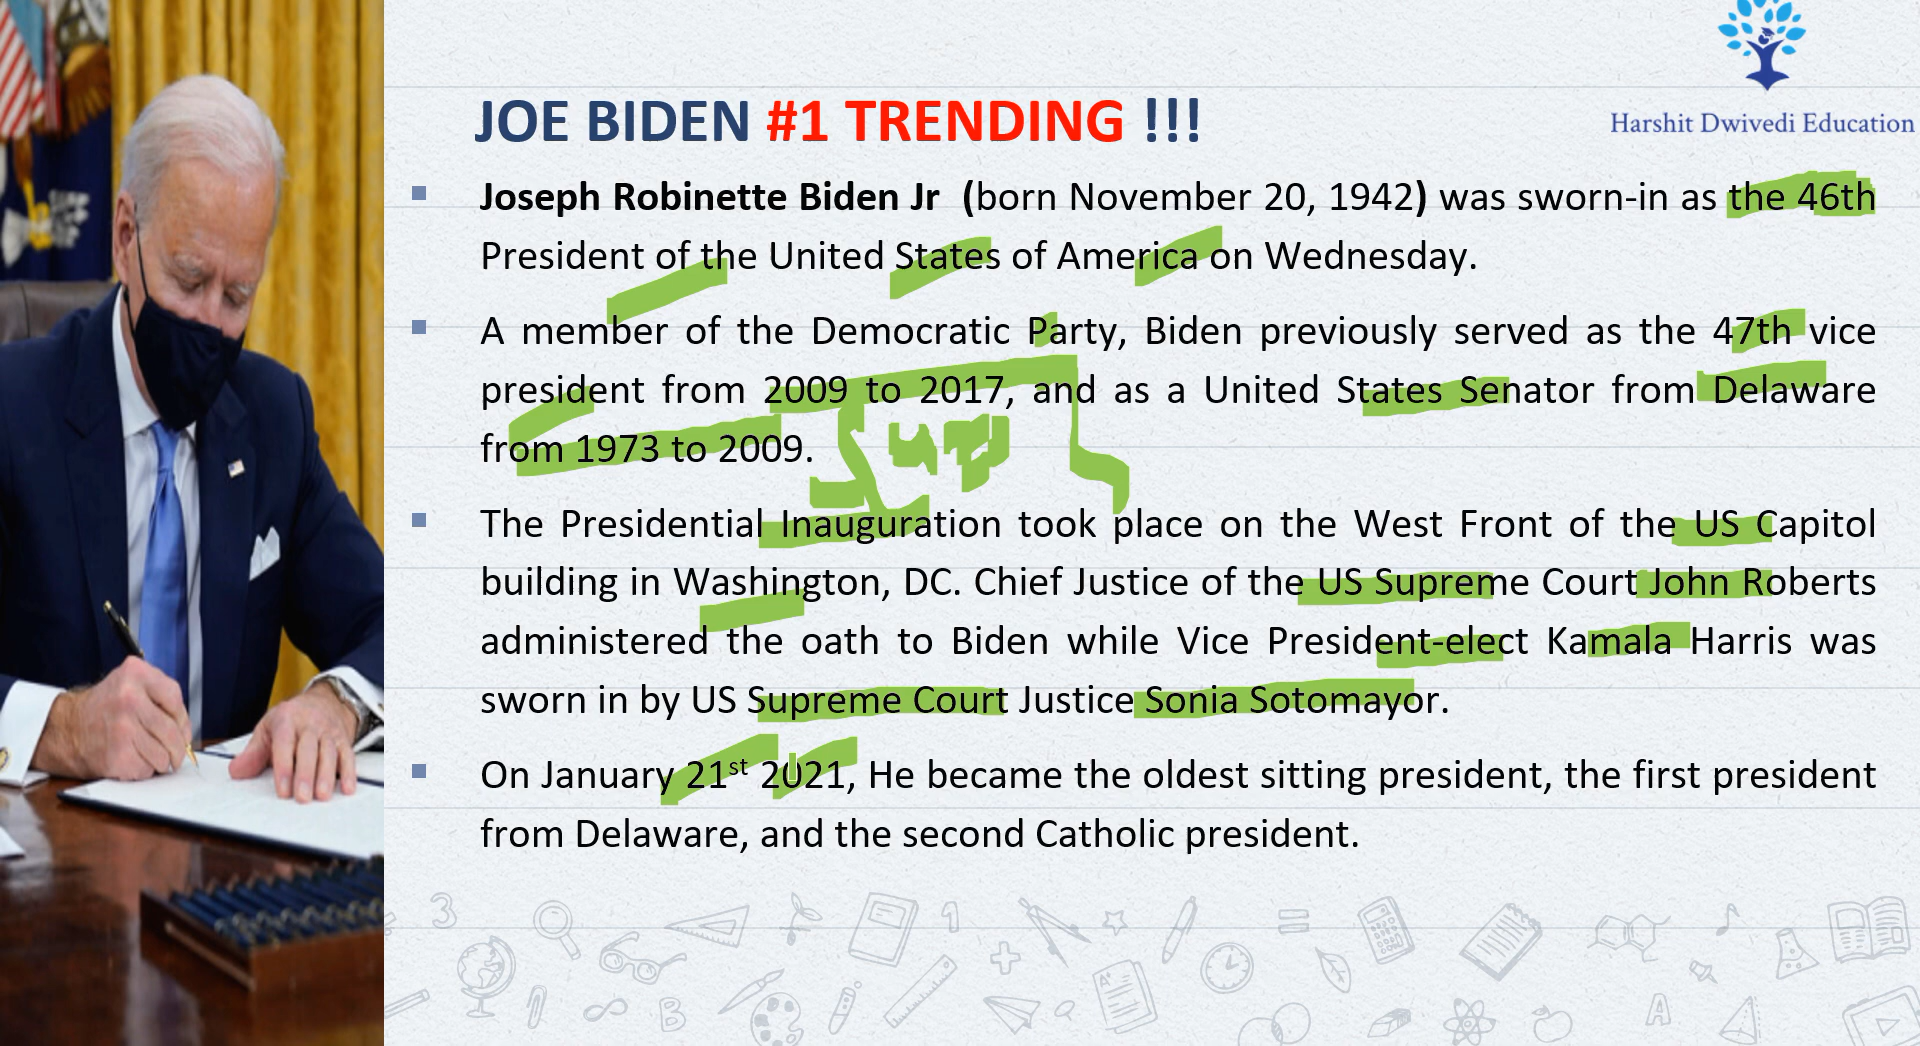 Harshit Dwivedi Education
JOE BIDEN #1 TRENDING !!!
Joseph Robinette Biden Jr (born November 20, 1942) was sworn-in as the 46th
President of the United States of America on Wednesday.
A member of the Democratic Party, Biden previously served as the 47th vice
president from 2009 to 2017, and as a United States Senator from Delaware
from 1973 to 2009.
The Presidential Inauguration took place on the West Front of the US Capitol
building in Washington, DC. Chief Justice of the US Supreme Court John Roberts
administered the oath to Biden while Vice President-elect Kamala Harris was
sworn in by US Supreme Court Justice Sonia Sotomayor.
On January 21st 2021, He became the oldest sitting president, the first president
from Delaware, and the second Catholic president.